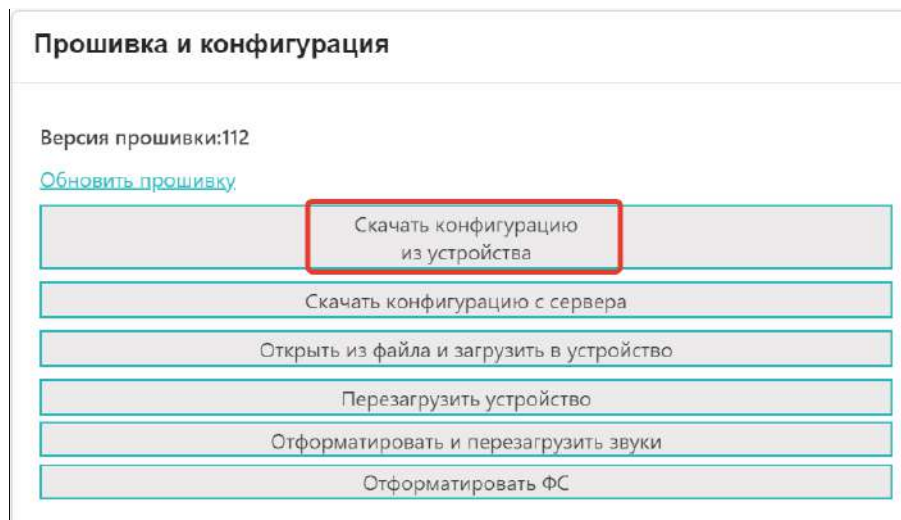 Прошивка и конфигурация
Версия прошивки:112
Обновить прошивку
Скачать конфигурацию
из устройства
Скачать конфигурацию с сервера
Открыть из файла и загрузить в устройство
Перезагрузить устройство
Отформатировать и перезагрузить звуки
Отформатировать ФС